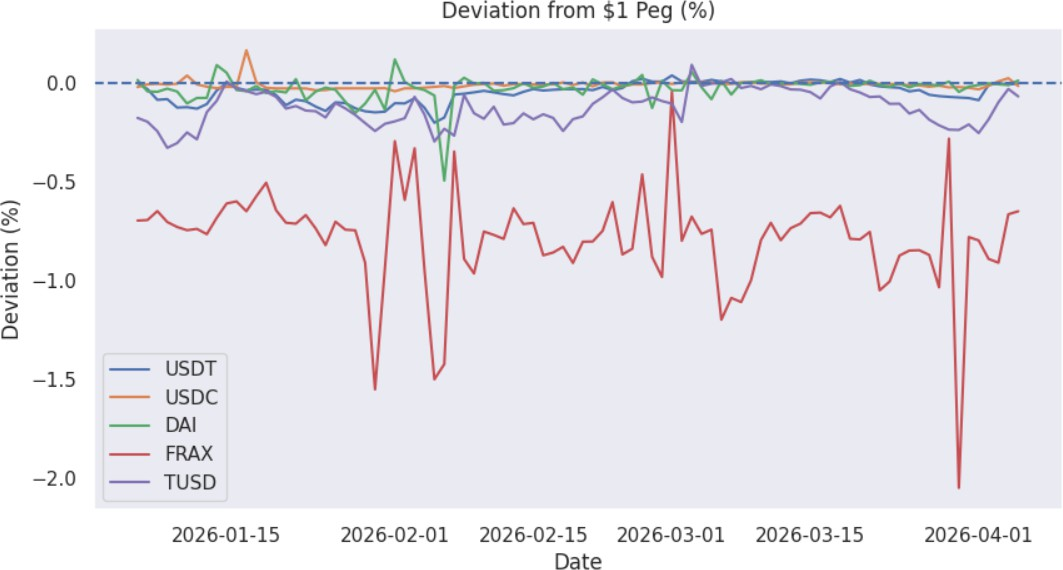 Deviation from $1 Peg (%)
0.0
−0.5
−1.0
−1.5
−2.0
Deviation (%)
USDT
USDC
DAI
FRAX
TUSD
2026-01-15
2026-02-01
2026-02-15
2026-03-01
2026-03-15
2026-04-01
Date